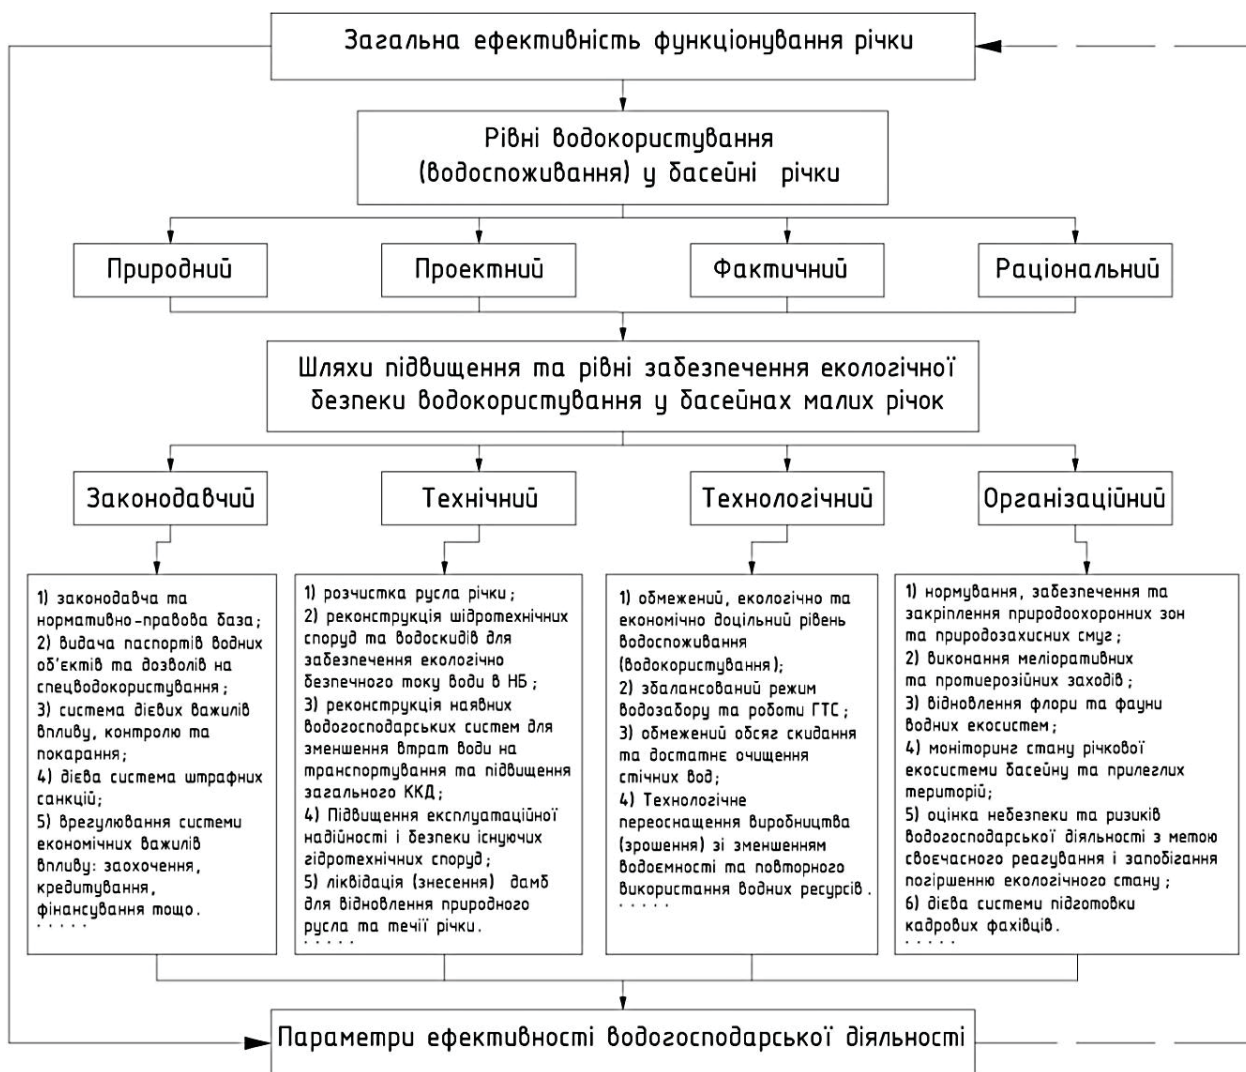 Загальна ефективність функціонування річки
Рівні водокористування
(водоспоживання) у басейні річки
Природний
Проектний
Фактичний
Раціональний
Шляхи підвищення та рівні забезпечення екологічної
безпеки водокористування у басейнах малих річок
Законодавчий
Технічний
Технологічний
Організаційний
1) законодавча та
нормативно-правова база;
2) видача паспортів водних
об'єктів та дозволів на
спецводокористування;
3) система дієвих важилів
впливу, контролю та
покарання;
4) дієва система штрафних
санкцій;
5) врегулювання системи
економічних важилів
впливу: заохочення,
кредитування,
фінансування тощо.
. . . . .
1) розчистка русла річки;
2) реконструкція шідротехнічних
споруд та водоскидів для
забезпечення екологічно
безпечного току води в НБ;
3) реконструкція наявних
водогосподарських систем для
зменшення втрат води на
транспортування та підвищення
загального ККД;
4) Підвищення експлуатаційної
надійності і безпеки існуючих
гідротехнічних споруд;
5) ліквідація (знесення) дамб
для відновлення природного
русла та течії річки.
. . . . .
1) обмежений, екологічно та
економічно доцільний рівень
водоспоживання
(водокористування);
2) збалансований режим
водозабору та роботи ГТС;
3) обмежений обсяг скидання
та достатнє очищення
стічних вод;
4) Технологічне
переоснащення виробництва
(зрошення) зі зменшенням
водоємності та повторного
використання водних ресурсів.
. . . . .
1) нормування, забезпечення та
закріплення природоохоронних зон
та природозахисних смуг;
2) виконання меліоративних
та протиерозійних заходів;
3) відновлення флори та фауни
водних екосистем;
4) моніторинг стану річкової
екосистеми басейну та прилеглих
територій;
5) оцінка небезпеки та ризиків
водогосподарської діяльності з метою
своєчасного реагування і запобігання
погіршенню екологічного стану;
6) дієва системи підготовки
кадрових фахівців.
. . . . .
Параметри ефективності водогосподарської діяльності